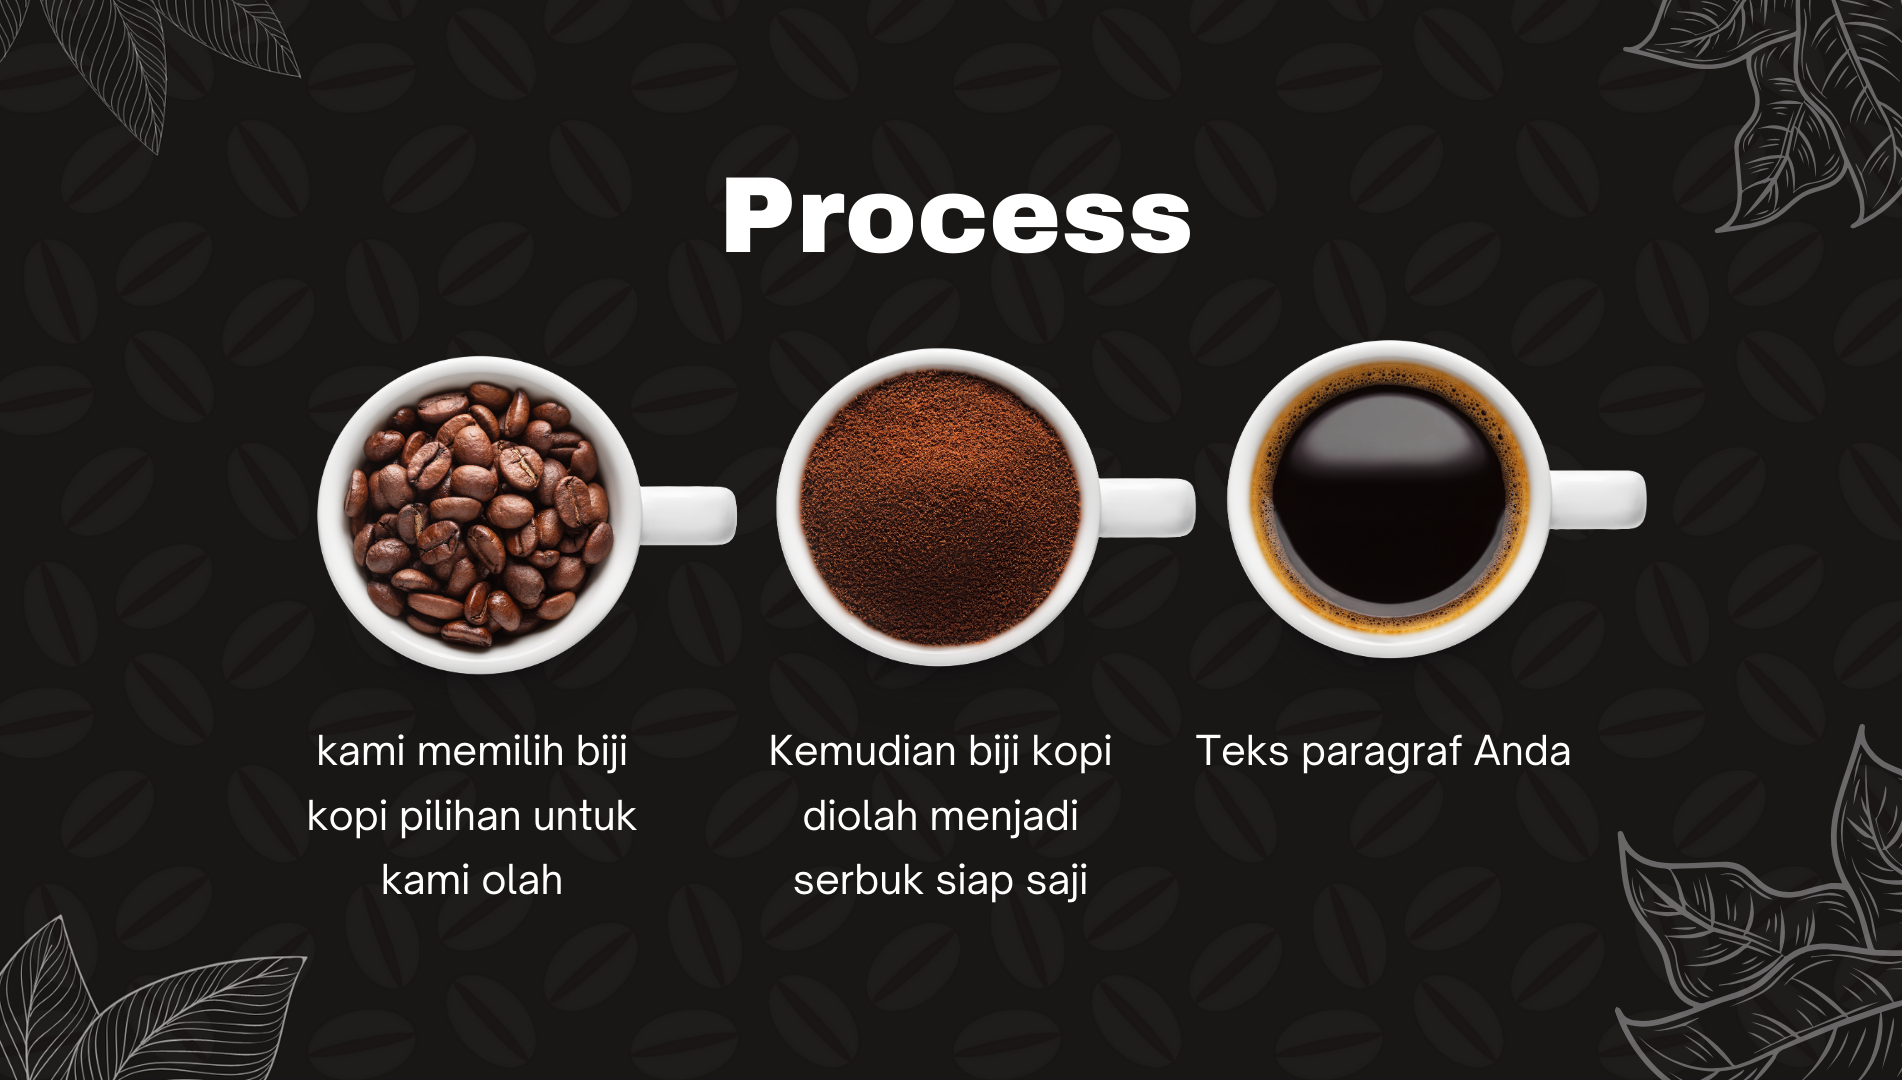 Process
kami memilih biji
kopi pilihan untuk
kami olah
Kemudian biji kopi
diolah menjadi
serbuk siap saji
Teks paragraf Anda